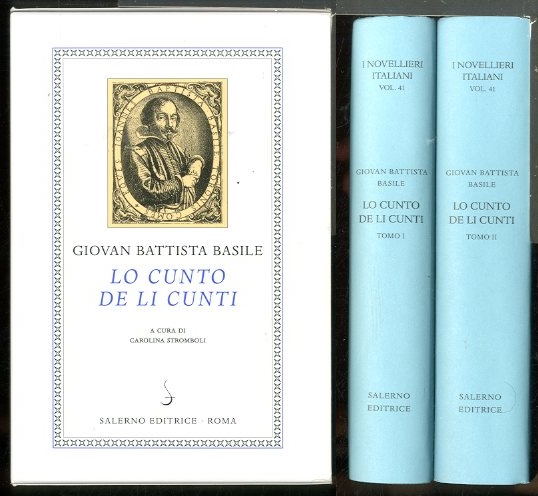 GIOVAN BATTISTA BASILE
LO CUNTO
DE LI CUNTI
A CURA DI
CAROLINA STROMBOLI
SALERNO EDITRICE · ROMA
I NOVELLIERI
ITALIANI
VOL. 41
GIOVAN BATTISTA
BASILE
LO CUNTO
DE LI CUNTI
TOMO I
SALERNO
EDITRICE
I NOVELLIERI
ITALIANI
VOL. 41
GIOVAN BATTISTA
BASILE
LO CUNTO
DE LI CUNTI
TOMO II
SALERNO
EDITRICE